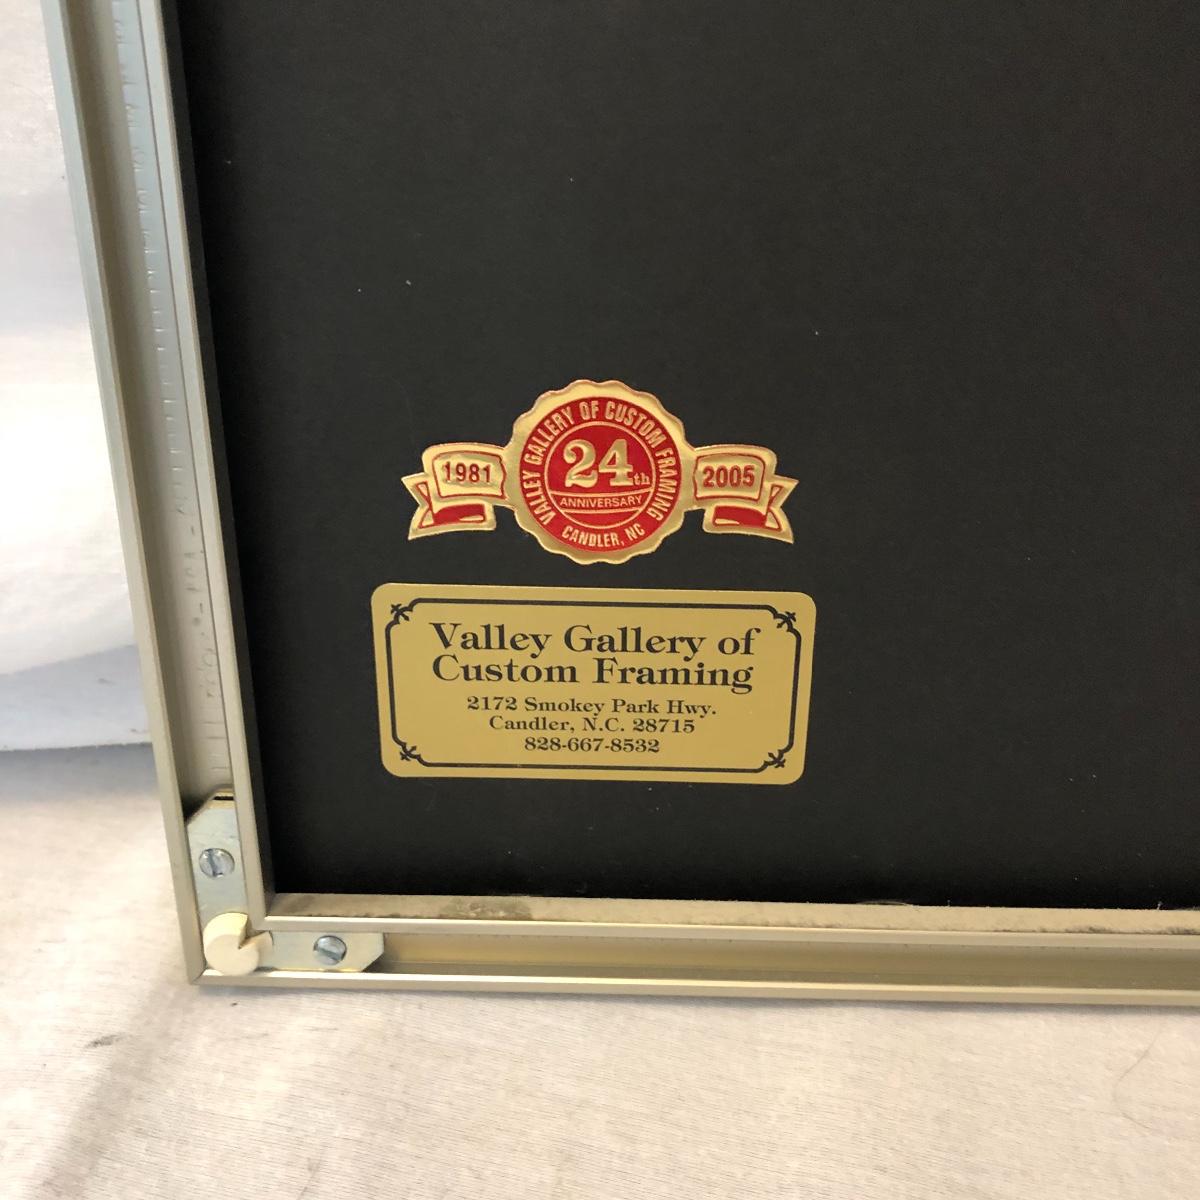 VALLEY GALLERY OF CUSTOM FRAMING
1981
24th
2005
ANNIVERSARY
CANDLER, NC
Valley Gallery of
Custom Framing
2172 Smokey Park Hwy.
Candler, N.C. 28715
828-667-8532